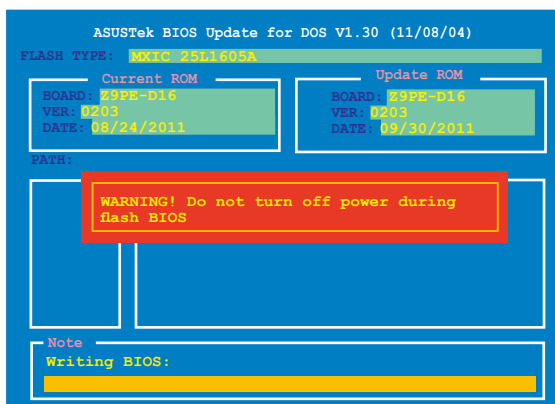 ASUSTek BIOS Update for DOS V1.30 (11/08/04)
FLASH TYPE: MXIC 25L1605A
Current ROM
BOARD: Z9PE-D16
VER: 0203
DATE: 08/24/2011
Update ROM
BOARD: Z9PE-D16
VER: 0203
DATE: 09/30/2011
PATH:
WARNING! Do not turn off power during
flash BIOS
Note
Writing BIOS: